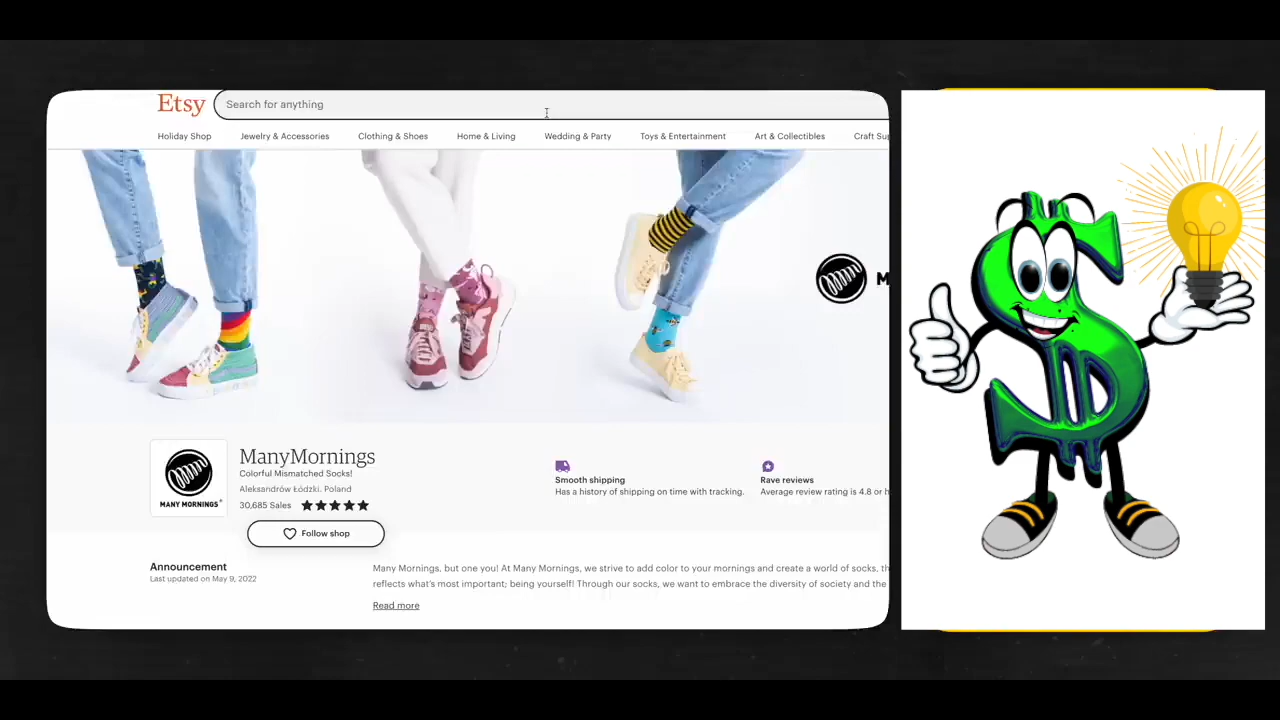 Etsy
Search for anything
Holiday Shop Jewelry & Accessories Clothing & Shoes Home & Living Wedding & Party Toys & Entertainment Art & Collectibles Craft Sup
M
MANY MORNINGS
ManyMornings
Colorful Mismatched Socks!
Aleksandrów Łódzki, Poland
30,685 Sales
Follow shop
Smooth shipping
Has a history of shipping on time with tracking.
Rave reviews
Average review rating is 4.8 or h
Announcement
Last updated on May 9, 2022
Many Mornings, but one you! At Many Mornings, we strive to add color to your mornings and create a world of socks, th
reflects what's most important; being yourself! Through our socks, we want to embrace the diversity of society and the
Read more